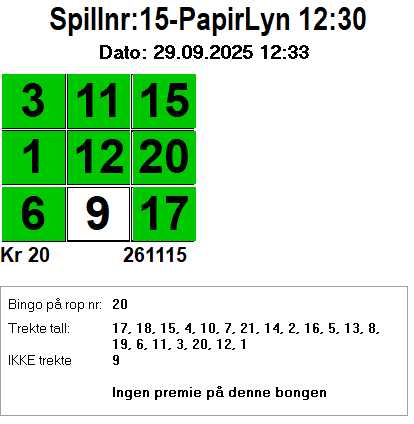 Spillnr:15-PapirLyn 12:30
Dato: 29.09.2025 12:33
3 11 15
1 12 20
6 9 17
Kr 20 261115
Bingo på rop nr: 20
Trekte tall: 17, 18, 15, 4, 10, 7, 21, 14, 2, 16, 5, 13, 8,
19, 6, 11, 3, 20, 12, 1
IKKE trekte 9
Ingen premie på denne bongen